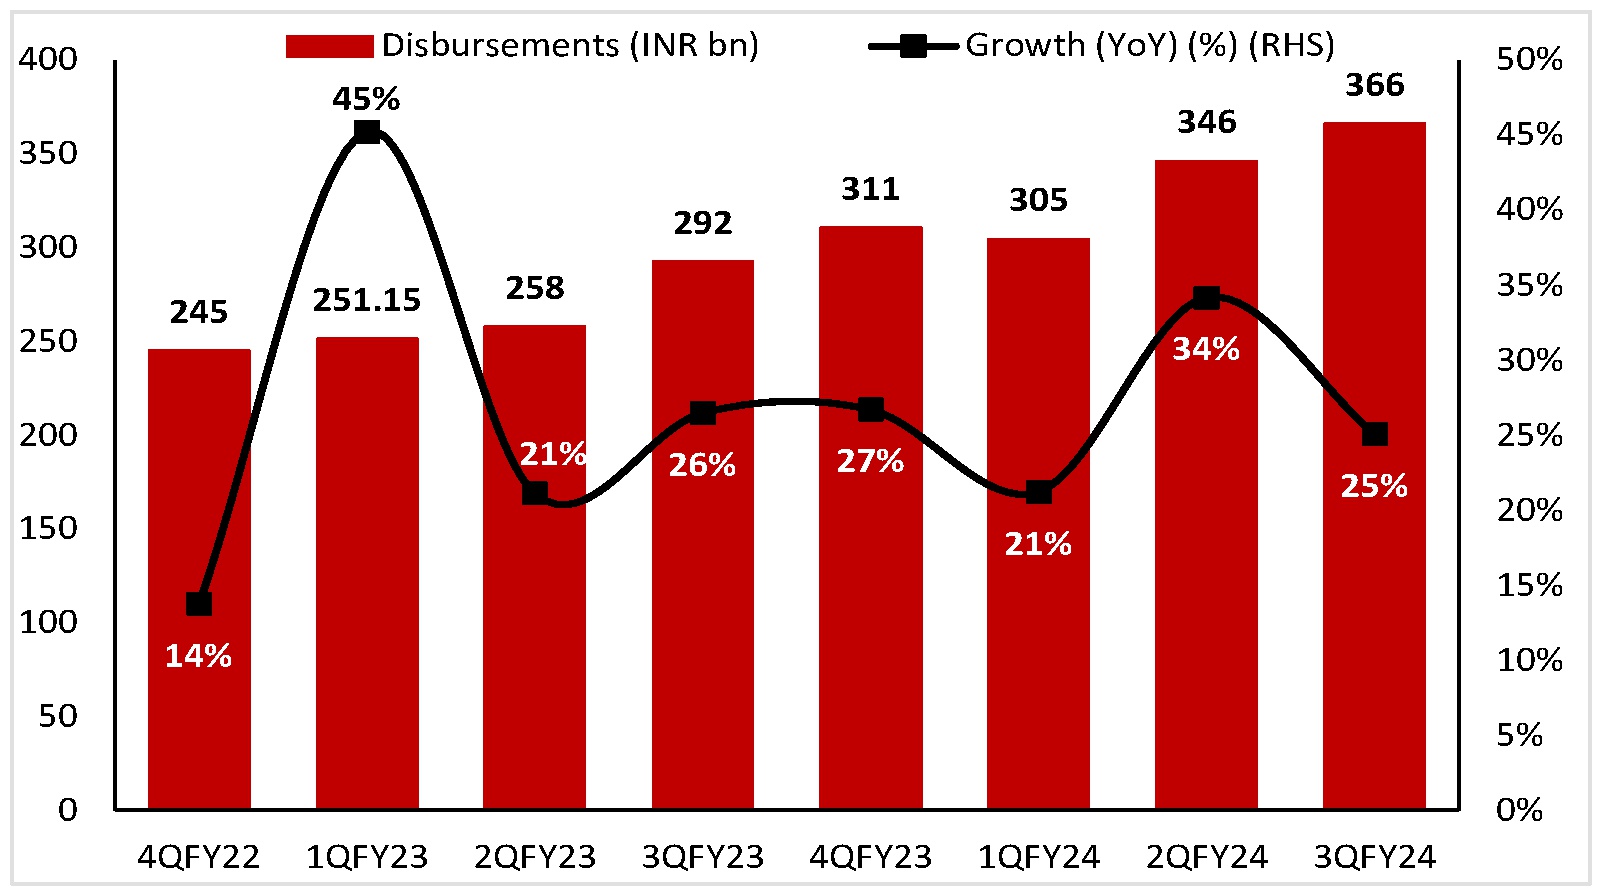 Disbursements (INR bn) Growth (YoY) (%) (RHS)
400 50%
350 45%
300 40%
250 35%
200 30%
150 25%
100 20%
50 15%
0 10%
5%
0%
245 251.15 258 292 311 305 346 366
14% 45% 21% 26% 27% 21% 34% 25%
4QFY22 1QFY23 2QFY23 3QFY23 4QFY23 1QFY24 2QFY24 3QFY24